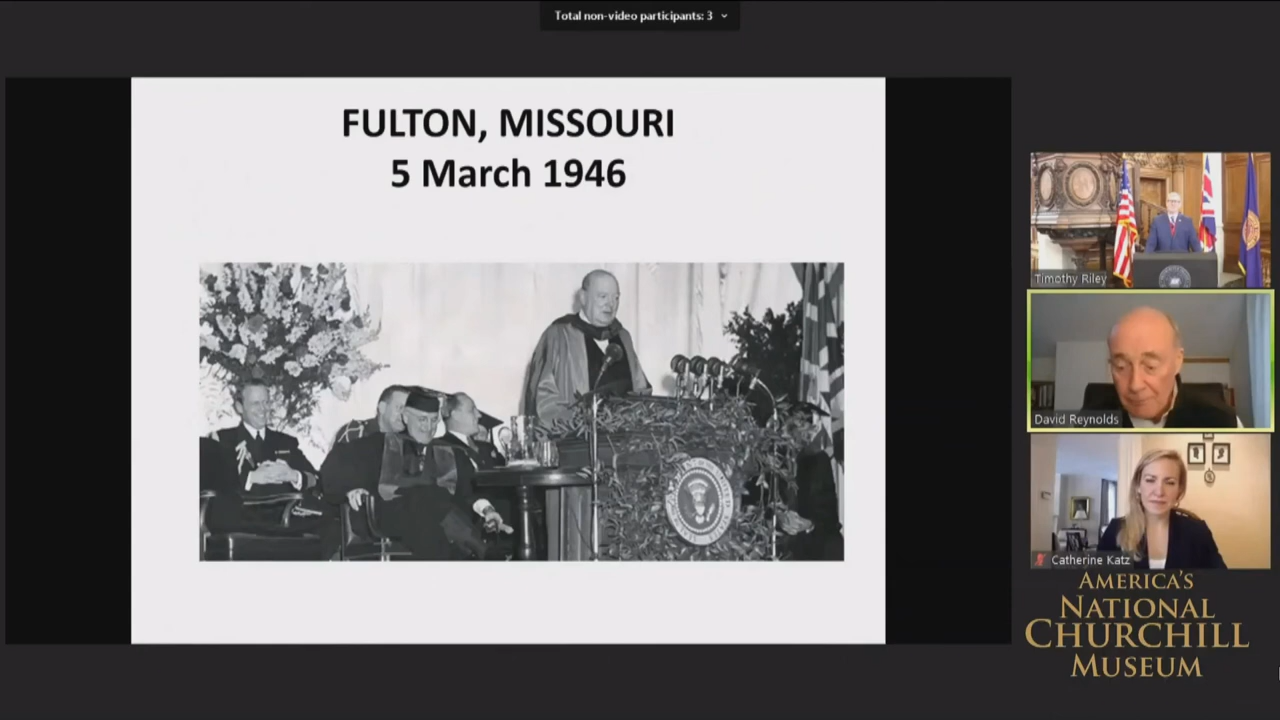 Total non-video participants: 3
FULTON, MISSOURI
5 March 1946
Timothy Riley
David Reynolds
Catherine Katz
AMERICA'S
NATIONAL
CHURCHILL
MUSEUM